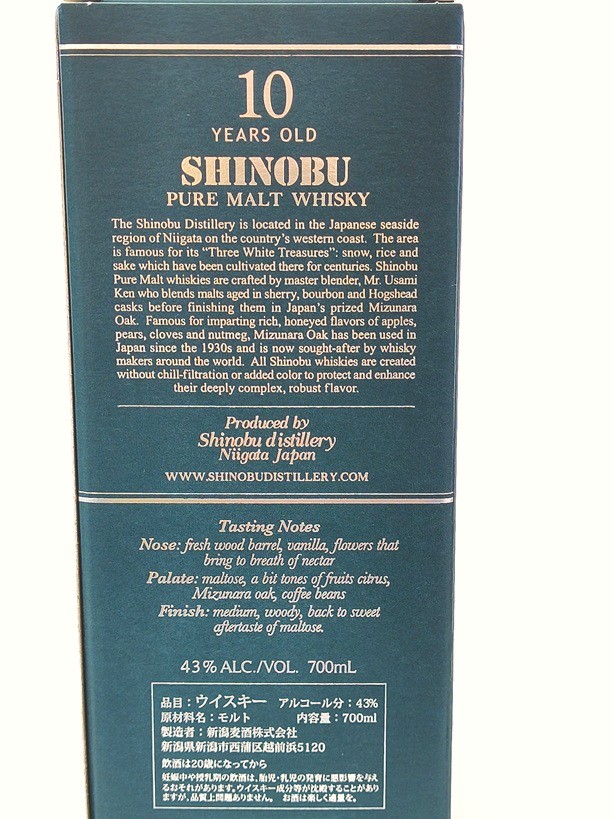 10
YEARS OLD
SHINOBU
PURE MALT WHISKY
The Shinobu Distillery is located in the Japanese seaside
region of Niigata on the country's western coast. The area
is famous for its "Three White Treasures": snow, rice and
sake which have been cultivated there for centuries. Shinobu
Pure Malt whiskies are crafted by master blender, Mr. Usami
Ken who blends malts aged in sherry, bourbon and Hogshead
casks before finishing them in Japan's prized Mizunara
Oak. Famous for imparting rich, honeyed flavors of apples,
pears, cloves and nutmeg, Mizunara Oak has been used in
Japan since the 1930s and is now sought-after by whisky
makers around the world. All Shinobu whiskies are created
without chill-filtration or added color to protect and enhance
their deeply complex, robust flavor.
Produced by
Shinobu distillery
Niigata Japan
WWW.SHINOBUDISTILLERY.COM
Tasting Notes
Nose: fresh wood barrel, vanilla, flowers that
bring to breath of nectar
Palate: maltose, a bit tones of fruits citrus,
Mizunara oak, coffee beans
Finish: medium, woody, back to sweet
aftertaste of maltose.
43% ALC./VOL. 700mL
品目：ウイスキー アルコール分：43%
原材料名：モルト 内容量：700ml
製造者：新潟麦酒株式会社
新潟県新潟市西蒲区越前浜5120
飲酒は20歳になってから
妊娠中や授乳期の飲酒は、胎児・乳児の発育に悪影響を与え
るおそれがあります。ウイスキー成分等が沈殿することがあり
ますが、品質上問題ありません。 お酒は楽しく適量を。